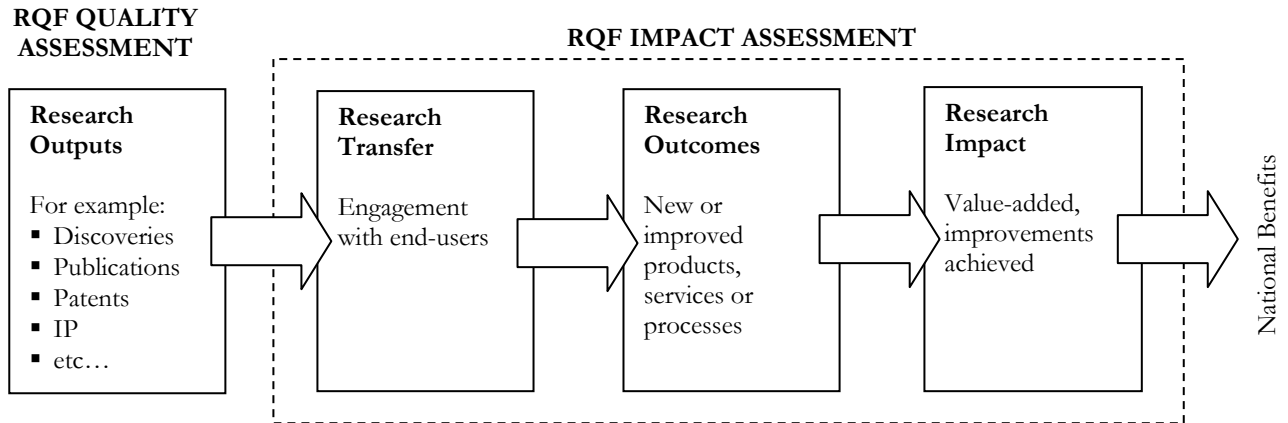 RQF QUALITY
ASSESSMENT
RQF IMPACT ASSESSMENT
Research
Outputs
For example:
▪ Discoveries
▪ Publications
▪ Patents
▪ IP
▪ etc…
Research
Transfer
Engagement
with end-users
Research
Outcomes
New or
improved
products,
services or
processes
Research
Impact
Value-added,
improvements
achieved
National Benefits